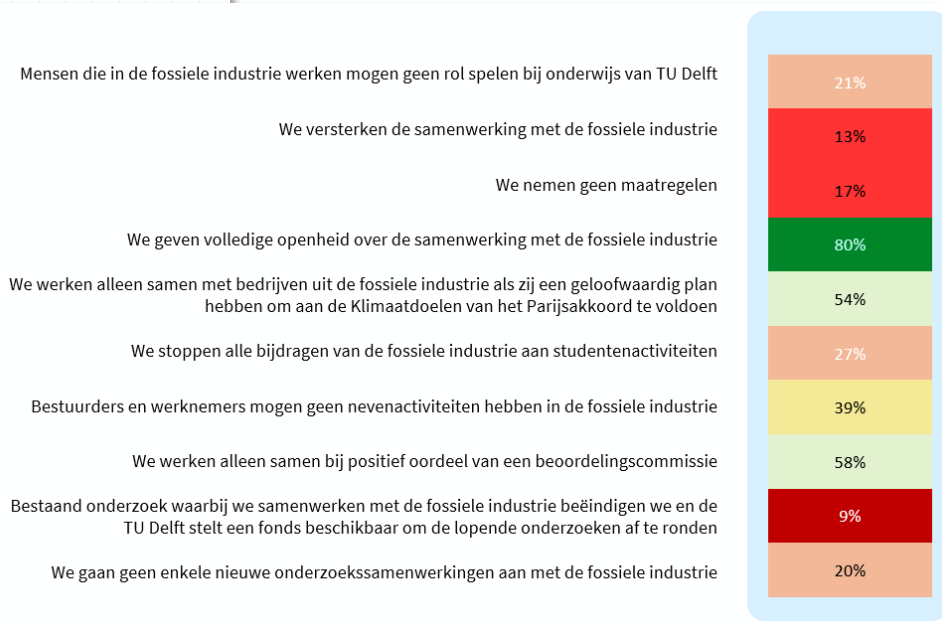 Mensen die in de fossiele industrie werken mogen geen rol spelen bij onderwijs van TU Delft
21%
We versterken de samenwerking met de fossiele industrie
13%
We nemen geen maatregelen
17%
We geven volledige openheid over de samenwerking met de fossiele industrie
80%
We werken alleen samen met bedrijven uit de fossiele industrie als zij een geloofwaardig plan
hebben om aan de Klimaatdoelen van het Parijsakkoord te voldoen
54%
We stoppen alle bijdragen van de fossiele industrie aan studentenactiviteiten
27%
Bestuurders en werknemers mogen geen nevenactiviteiten hebben in de fossiele industrie
39%
We werken alleen samen bij positief oordeel van een beoordelingscommissie
58%
Bestaand onderzoek waarbij we samenwerken met de fossiele industrie beëindigen we en de
TU Delft stelt een fonds beschikbaar om de lopende onderzoeken af te ronden
9%
We gaan geen enkele nieuwe onderzoekssamenwerkingen aan met de fossiele industrie
20%